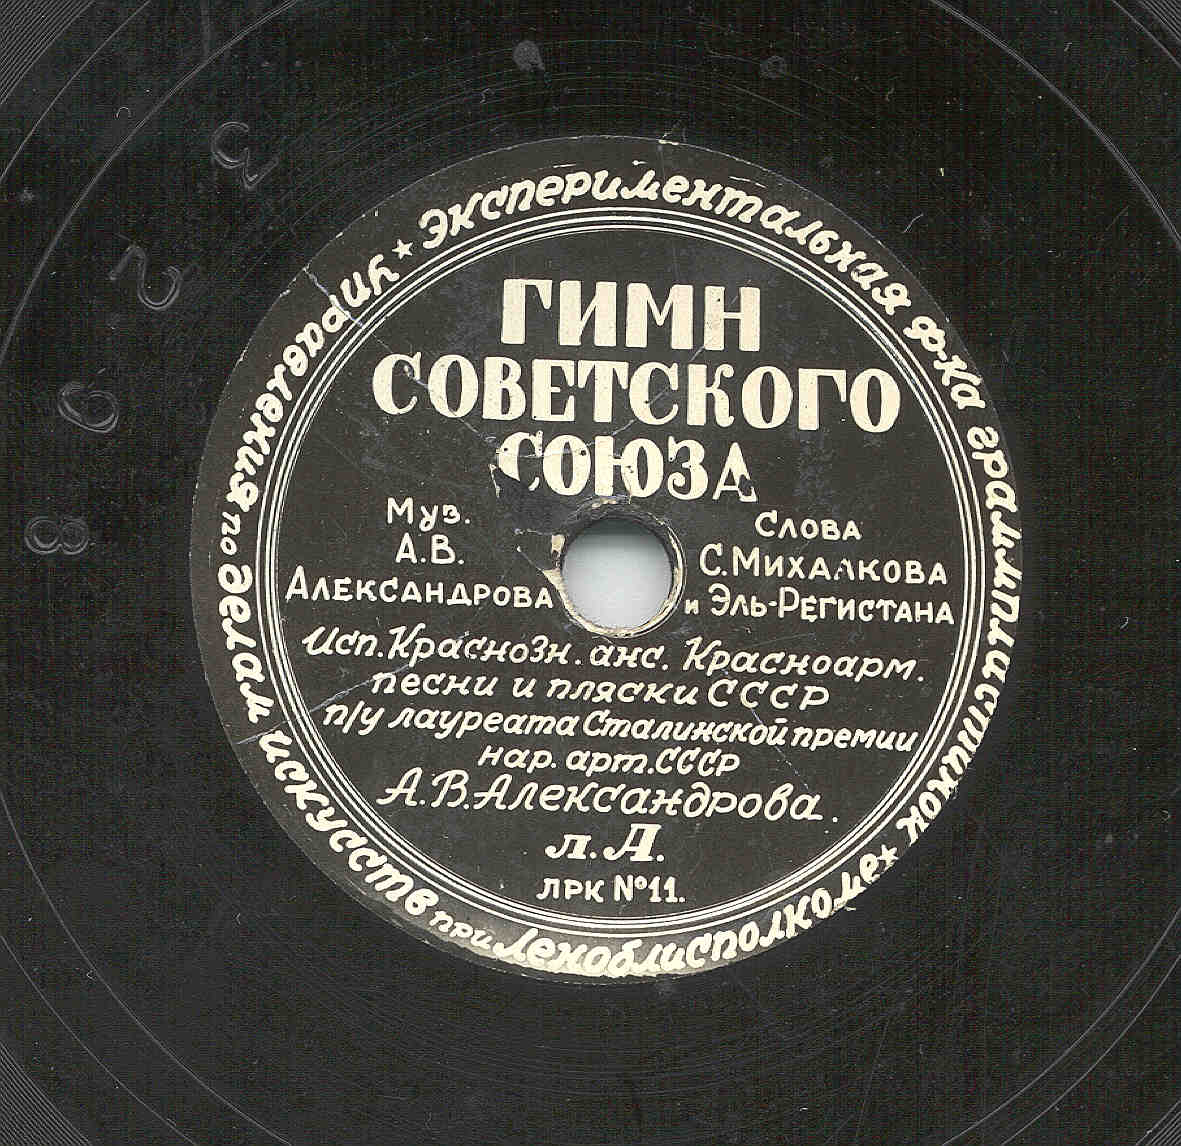 ★ Экспериментальная ф-ка грампластинок ★
управления по делам искусств при Леноблисполкоме
ГИМН
СОВЕТСКОГО
СОЮЗА
Муз.
А.В.
Александрова
Слова
С.Михалкова
и Эль-Регистана
Исп. Краснозн. анс. Красноарм.
песни и пляски СССР
п/у лауреата Сталинской премии
нар. арт. СССР
А.В.Александрова.
л. А.
ЛРК №11.
8023